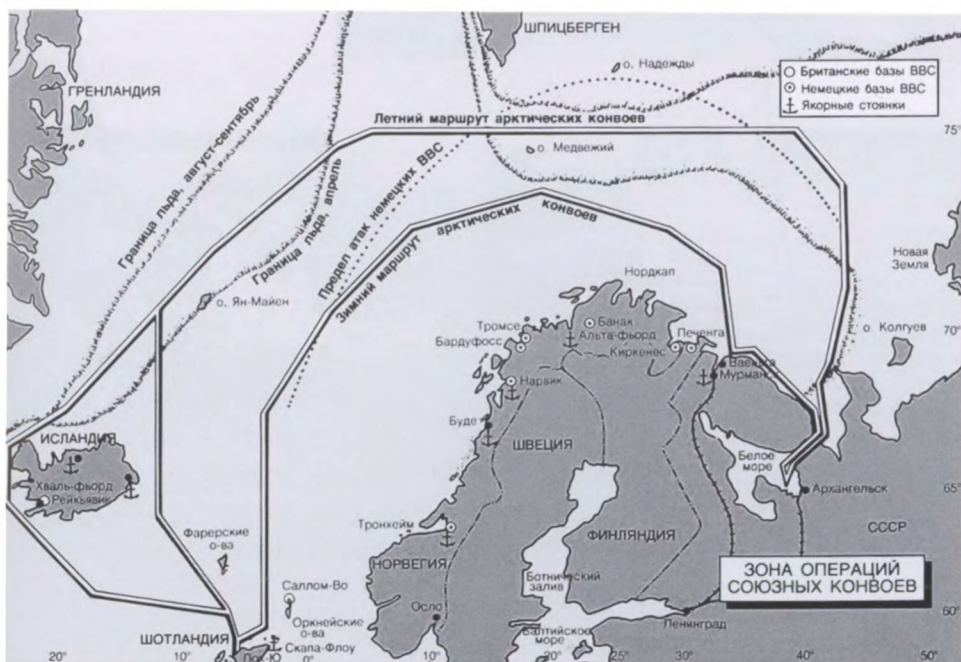 ШПИЦБЕРГЕН
о. Надежды
ГРЕНЛАНДИЯ
Британские базы ВВС
Немецкие базы ВВС
Якорные стоянки
Летний маршрут арктических конвоев
75°
о. Медвежий
Граница льда, август-сентябрь
Граница льда, апрель
Предел атак немецких ВВС
Зимний маршрут арктических конвоев
Новая
Земля
о. Ян-Майен
Нордкап
70°
о. Колгуев
Тромсе
Банак
Печенга
Бардуфосс
Альта-фьорд
Киркенес
Ваенга
Мурманск
Нарвик
Буде
ШВЕЦИЯ
ИСЛАНДИЯ
Белое
море
Хваль-фьорд
Рейкьявик
65°
Архангельск
Фарерские
о-ва
Тронхейм
ФИНЛЯНДИЯ
СССР
НОРВЕГИЯ
ЗОНА ОПЕРАЦИЙ
СОЮЗНЫХ КОНВОЕВ
Саллом-Во
Ботнический
залив
Оркнейские
о-ва
Осло
60°
Ленинград
ШОТЛАНДИЯ
Скапа-Флоу
Балтийское
море
20°
10°
0°
10°
20°
30°
40°
50°